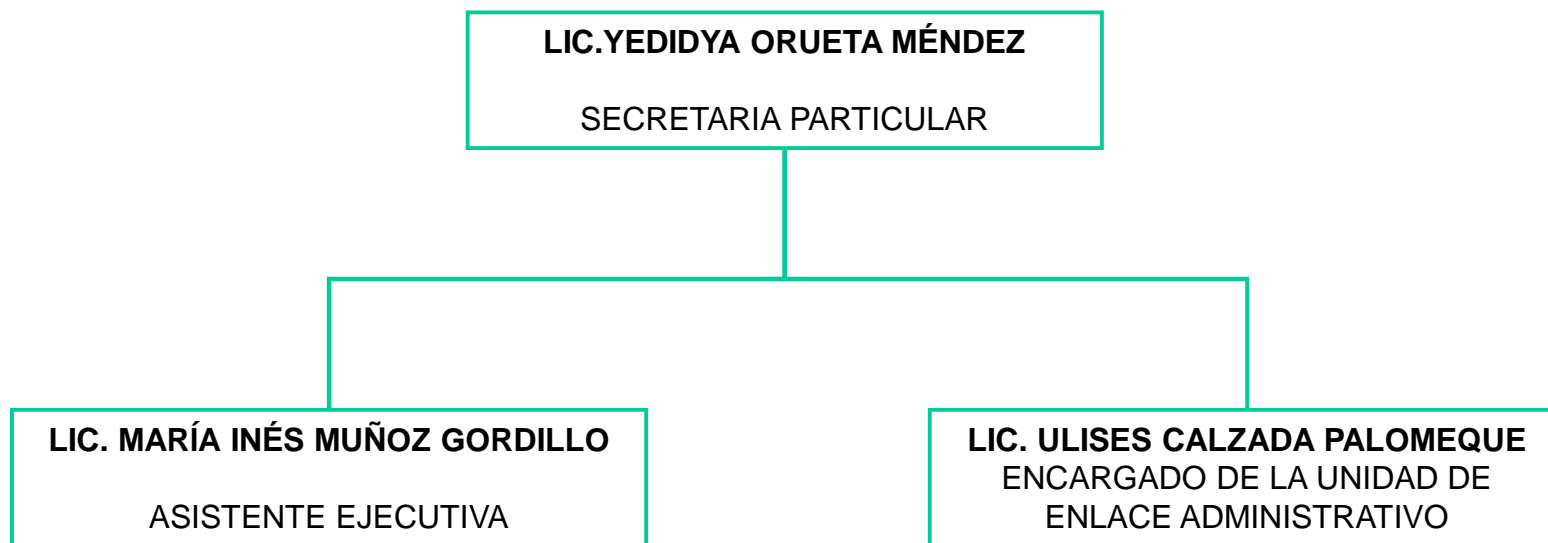 LIC.YEDIDYA ORUETA MÉNDEZ
SECRETARIA PARTICULAR
LIC. MARÍA INÉS MUÑOZ GORDILLO
ASISTENTE EJECUTIVA
LIC. ULISES CALZADA PALOMEQUE
ENCARGADO DE LA UNIDAD DE
ENLACE ADMINISTRATIVO